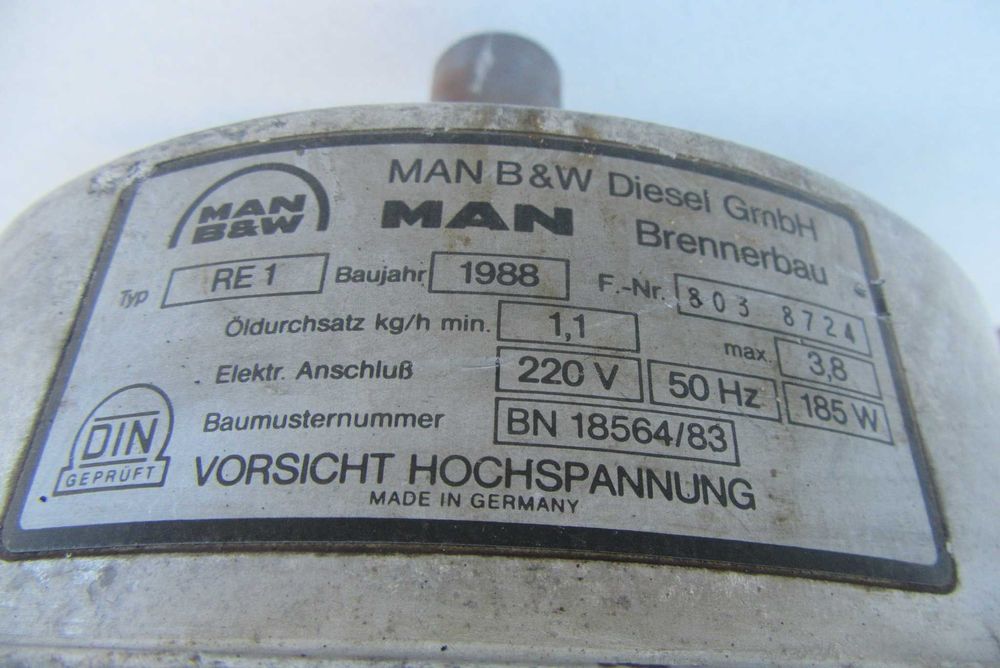 MAN B&W
MAN B&W Diesel GmbH
MAN Brennerbau
Typ RE 1 Baujahr 1988 F.-Nr. 803 8724
Öldurchsatz kg/h min. 1,1 max. 3,8
Elektr. Anschluß 220 V 50 Hz 185 W
Baumusternummer BN 18564/83
DIN GEPRÜFT
VORSICHT HOCHSPANNUNG
MADE IN GERMANY